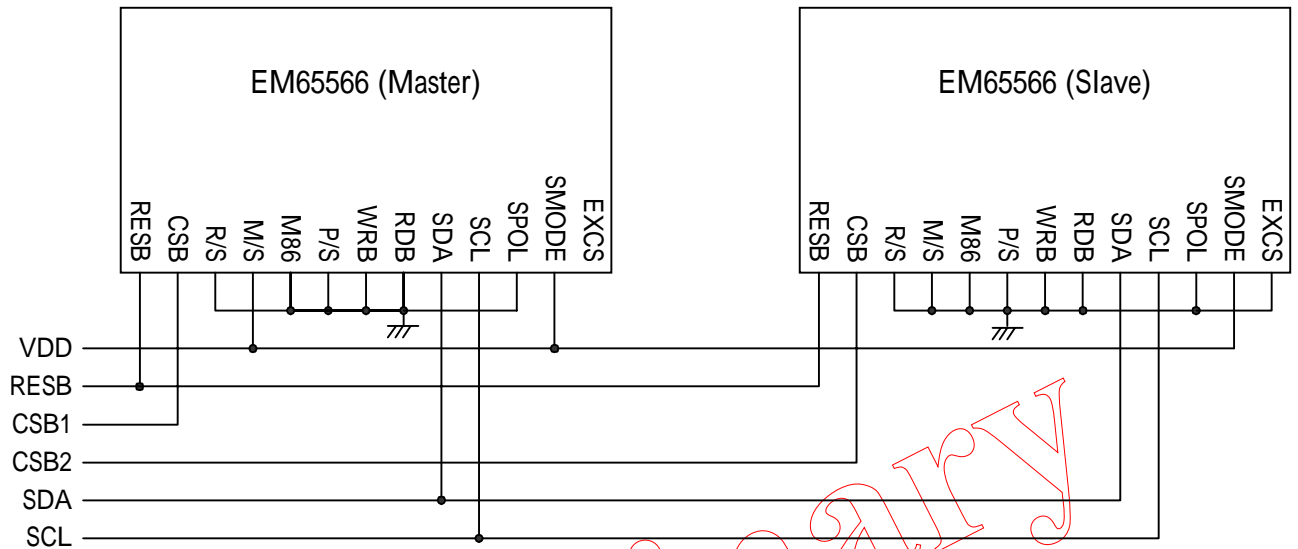 EM65566 (Master)
EM65566 (Slave)
RESB
CSB
R/S
M/S
M86
P/S
WRB
RDB
SDA
SCL
SPOL
SMODE
EXCS
RESB
CSB
R/S
M/S
M86
P/S
WRB
RDB
SDA
SCL
SPOL
SMODE
EXCS
VDD
RESB
CSB1
CSB2
SDA
SCL